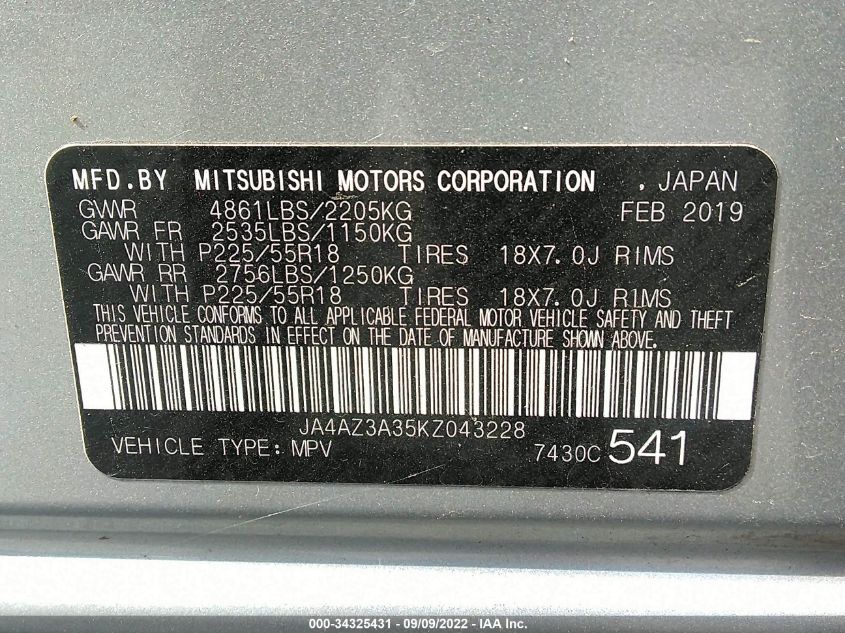 MFD.BY MITSUBISHI MOTORS CORPORATION , JAPAN
GVWR 4861LBS/2205KG FEB 2019
GAWR FR 2535LBS/1150KG
WITH P225/55R18 TIRES 18X7.0J RIMS
GAWR RR 2756LBS/1250KG
WITH P225/55R18 TIRES 18X7.0J RIMS
THIS VEHICLE CONFORMS TO ALL APPLICABLE FEDERAL MOTOR VEHICLE SAFETY AND THEFT
PREVENTION STANDARDS IN EFFECT ON THE DATE OF MANUFACTURE SHOWN ABOVE.
JA4AZ3A35KZ043228
VEHICLE TYPE: MPV 7430C 541
000-34325431 - 09/09/2022 - IAA Inc.